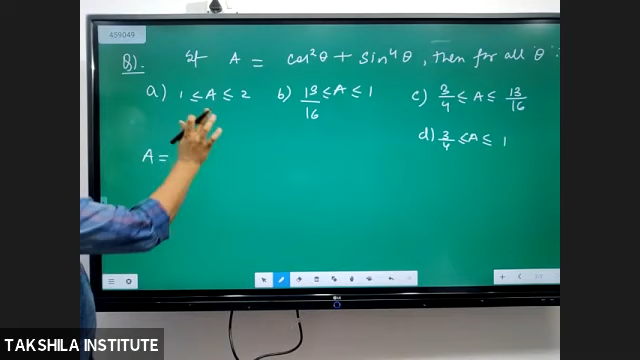 459049
Q). If A = cos²θ + sin⁴θ, then for all 'θ' :
a) 1 ≤ A ≤ 2 b) 13/16 ≤ A ≤ 1 c) 3/4 ≤ A ≤ 13/16
d) 3/4 ≤ A ≤ 1
A =
LG
TAKSHILA INSTITUTE